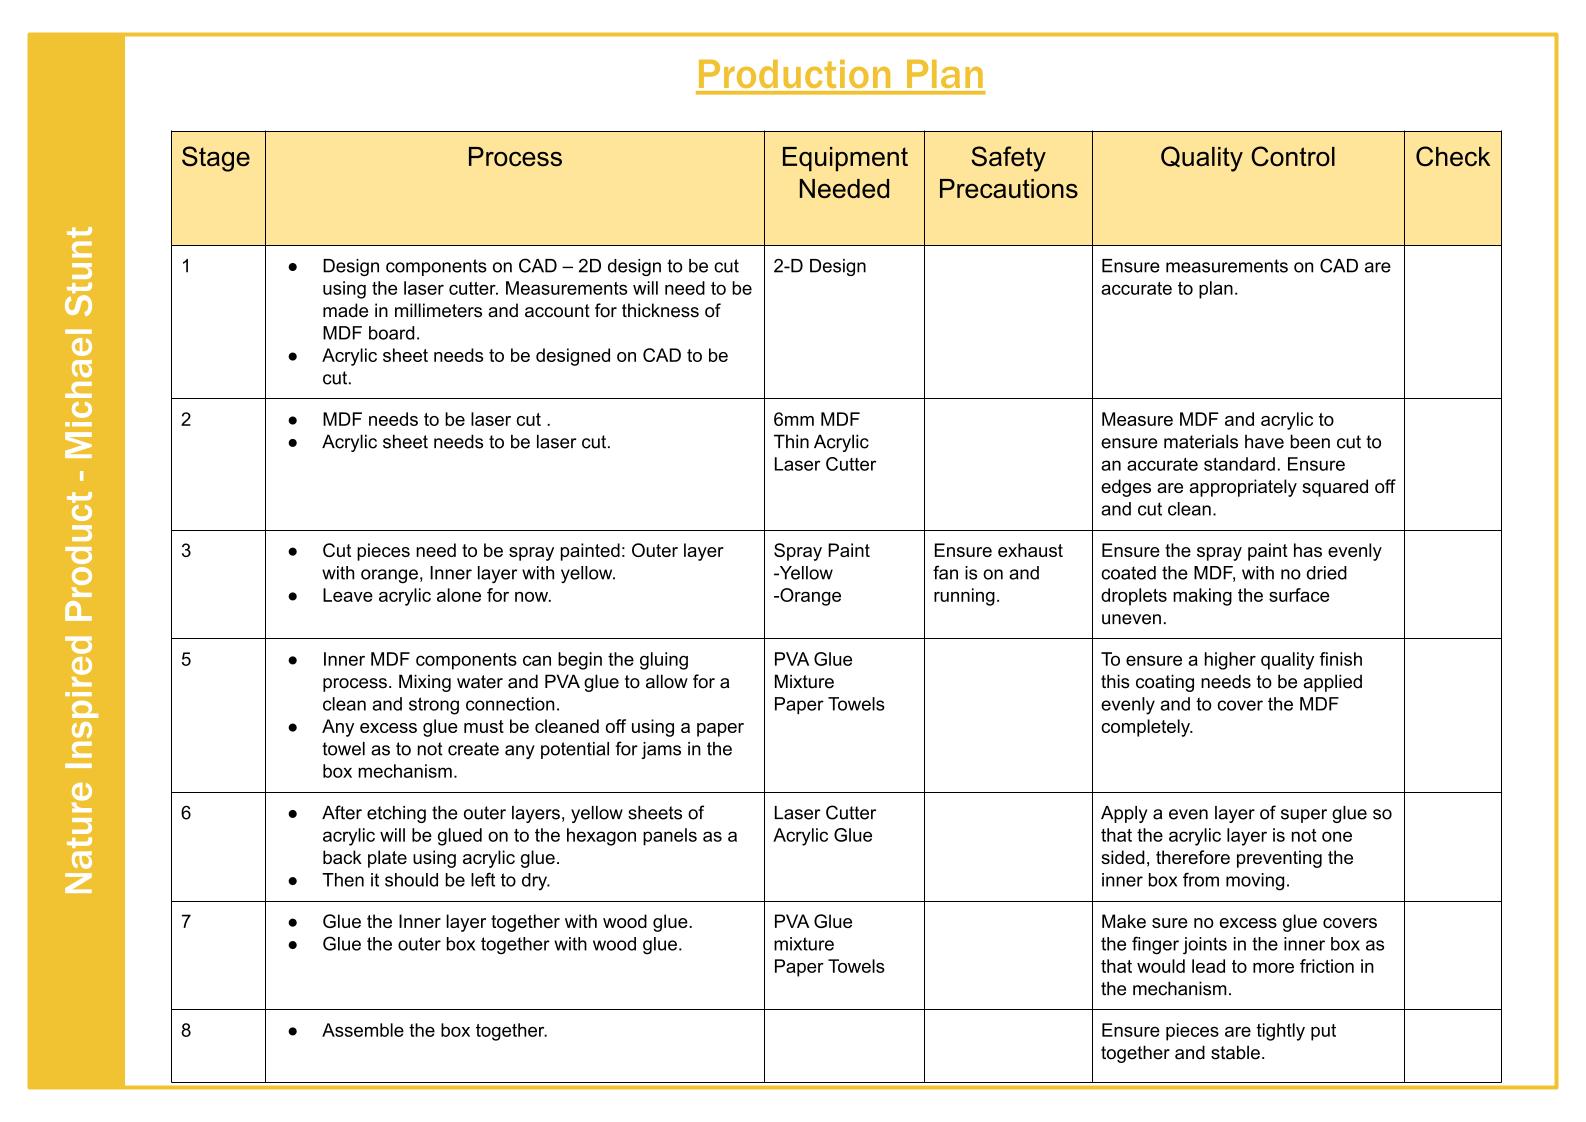 Production Plan
Nature Inspired Product - Michael Stunt
Stage
Process
Equipment
Needed
Safety
Precautions
Quality Control
Check
1
● Design components on CAD – 2D design to be cut
using the laser cutter. Measurements will need to be
made in millimeters and account for thickness of
MDF board.
● Acrylic sheet needs to be designed on CAD to be
cut.
2-D Design
Ensure measurements on CAD are
accurate to plan.
2
● MDF needs to be laser cut .
● Acrylic sheet needs to be laser cut.
6mm MDF
Thin Acrylic
Laser Cutter
Measure MDF and acrylic to
ensure materials have been cut to
an accurate standard. Ensure
edges are appropriately squared off
and cut clean.
3
● Cut pieces need to be spray painted: Outer layer
with orange, Inner layer with yellow.
● Leave acrylic alone for now.
Spray Paint
-Yellow
-Orange
Ensure exhaust
fan is on and
running.
Ensure the spray paint has evenly
coated the MDF, with no dried
droplets making the surface
uneven.
5
● Inner MDF components can begin the gluing
process. Mixing water and PVA glue to allow for a
clean and strong connection.
● Any excess glue must be cleaned off using a paper
towel as to not create any potential for jams in the
box mechanism.
PVA Glue
Mixture
Paper Towels
To ensure a higher quality finish
this coating needs to be applied
evenly and to cover the MDF
completely.
6
● After etching the outer layers, yellow sheets of
acrylic will be glued on to the hexagon panels as a
back plate using acrylic glue.
● Then it should be left to dry.
Laser Cutter
Acrylic Glue
Apply a even layer of super glue so
that the acrylic layer is not one
sided, therefore preventing the
inner box from moving.
7
● Glue the Inner layer together with wood glue.
● Glue the outer box together with wood glue.
PVA Glue
mixture
Paper Towels
Make sure no excess glue covers
the finger joints in the inner box as
that would lead to more friction in
the mechanism.
8
● Assemble the box together.
Ensure pieces are tightly put
together and stable.